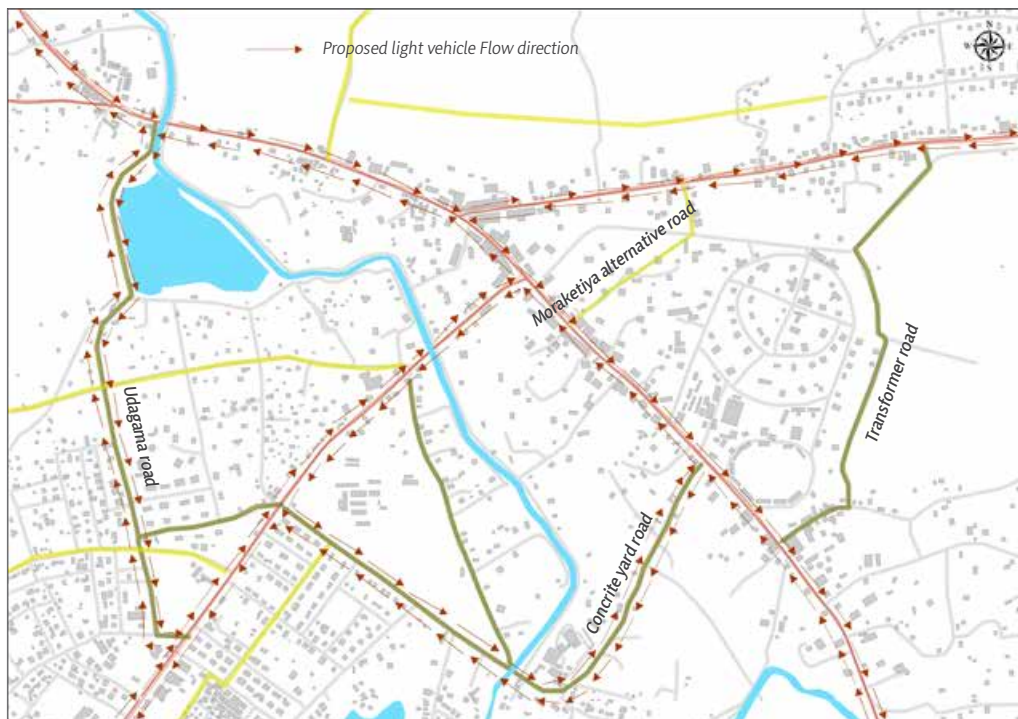 Proposed light vehicle Flow direction
N
W E
S
Moraketiya alternative road
Udagama road
Transformer road
Concrite yard road